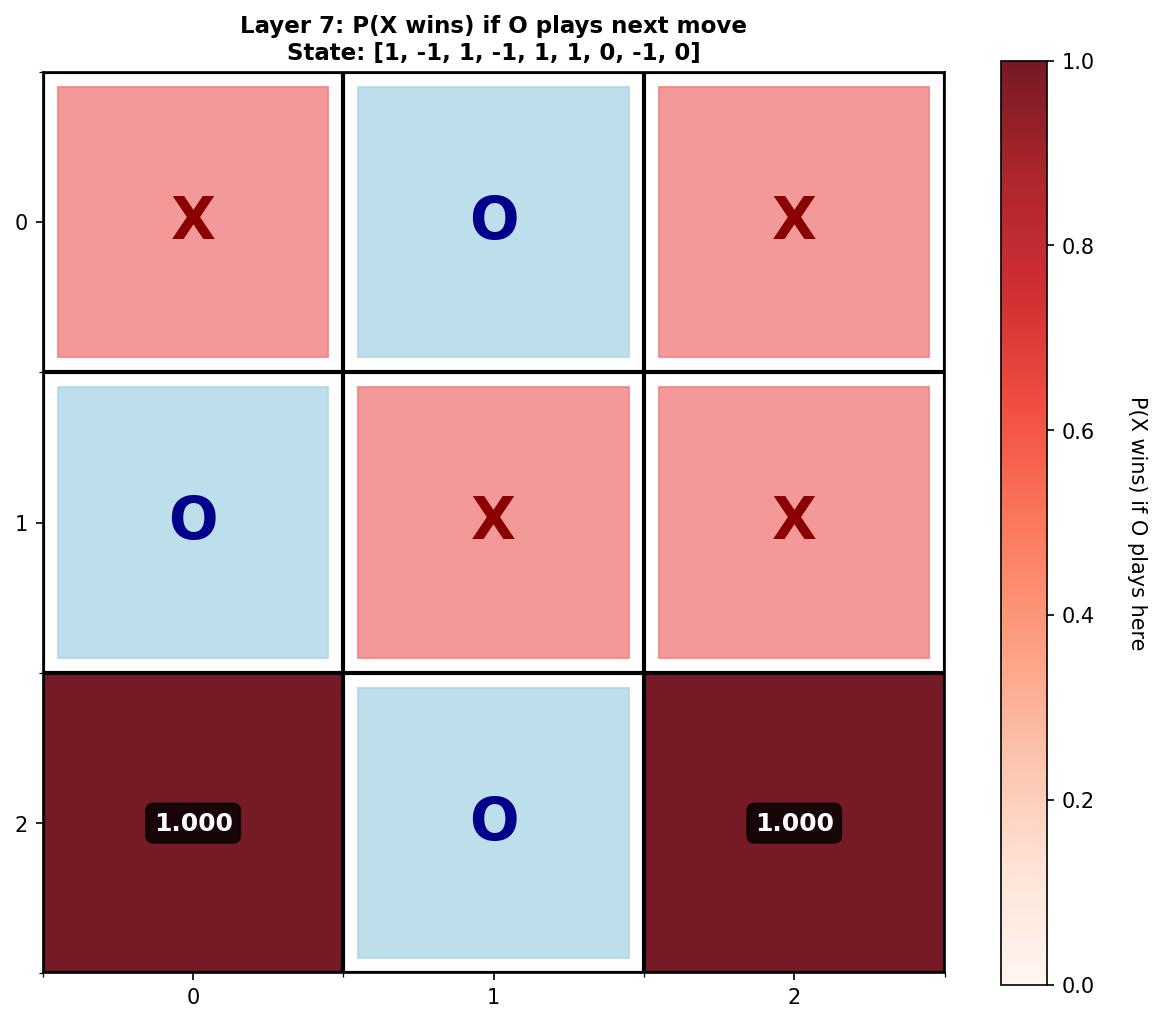 Layer 7: P(X wins) if O plays next move
State: [1, -1, 1, -1, 1, 1, 0, -1, 0]
0
X
O
X
1
O
X
X
2
1.000
O
1.000
0
1
2
1.0
0.8
0.6
0.4
0.2
0.0
P(X wins) if O plays here